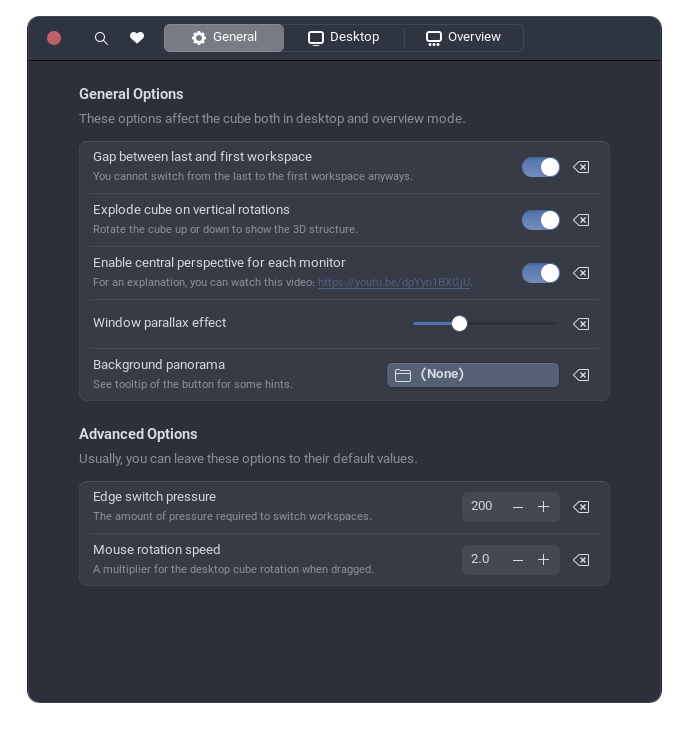 General
Desktop
Overview
General Options
These options affect the cube both in desktop and overview mode.
Gap between last and first workspace
You cannot switch from the last to the first workspace anyways.
Explode cube on vertical rotations
Rotate the cube up or down to show the 3D structure.
Enable central perspective for each monitor
For an explanation, you can watch this video: https://youtu.be/dpYyn1BXGjU.
Window parallax effect
Background panorama
See tooltip of the button for some hints.
(None)
Advanced Options
Usually, you can leave these options to their default values.
Edge switch pressure
The amount of pressure required to switch workspaces.
200
Mouse rotation speed
A multiplier for the desktop cube rotation when dragged.
2.0